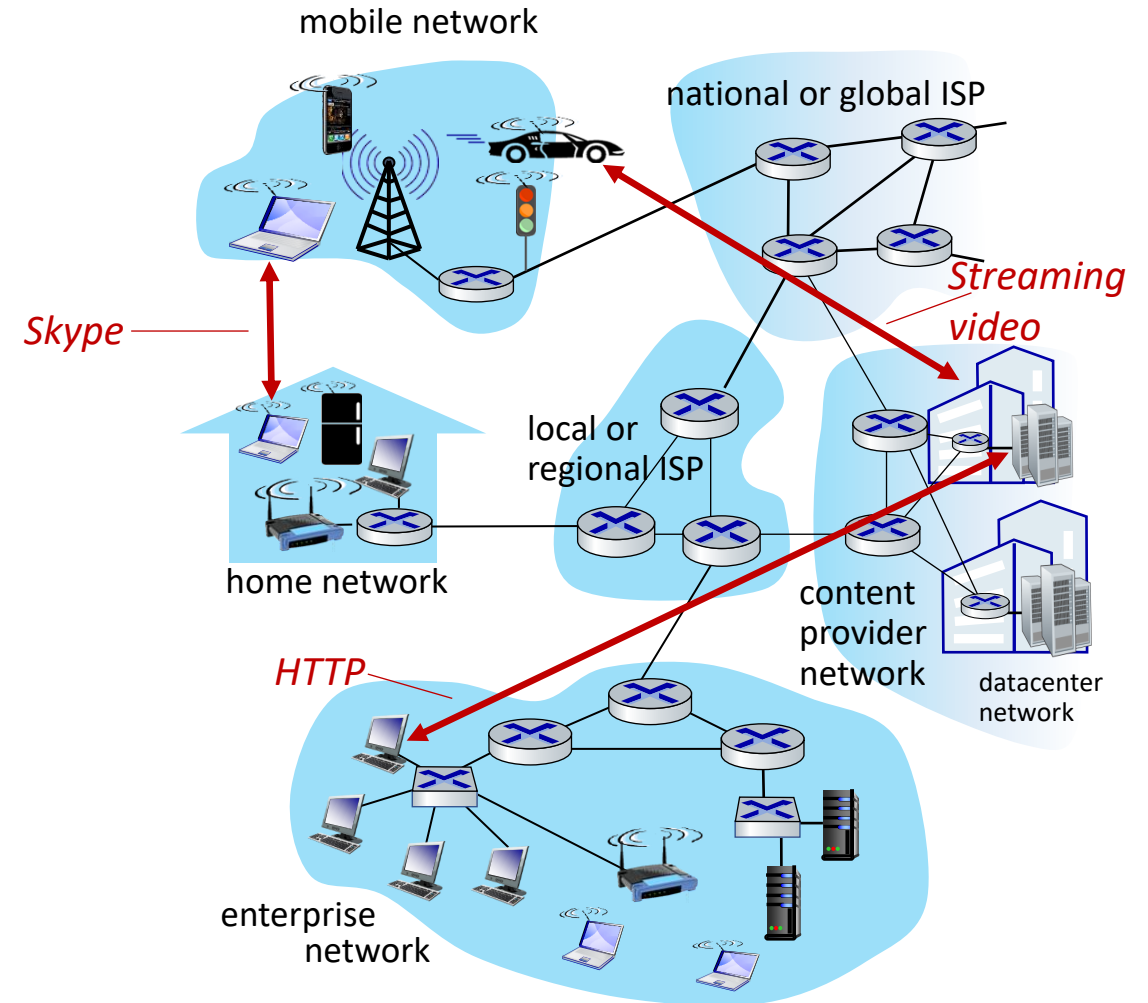 mobile network
national or global ISP
Streaming
video
Skype
local or
regional ISP
home network
content
provider
network
datacenter
network
HTTP
enterprise
network